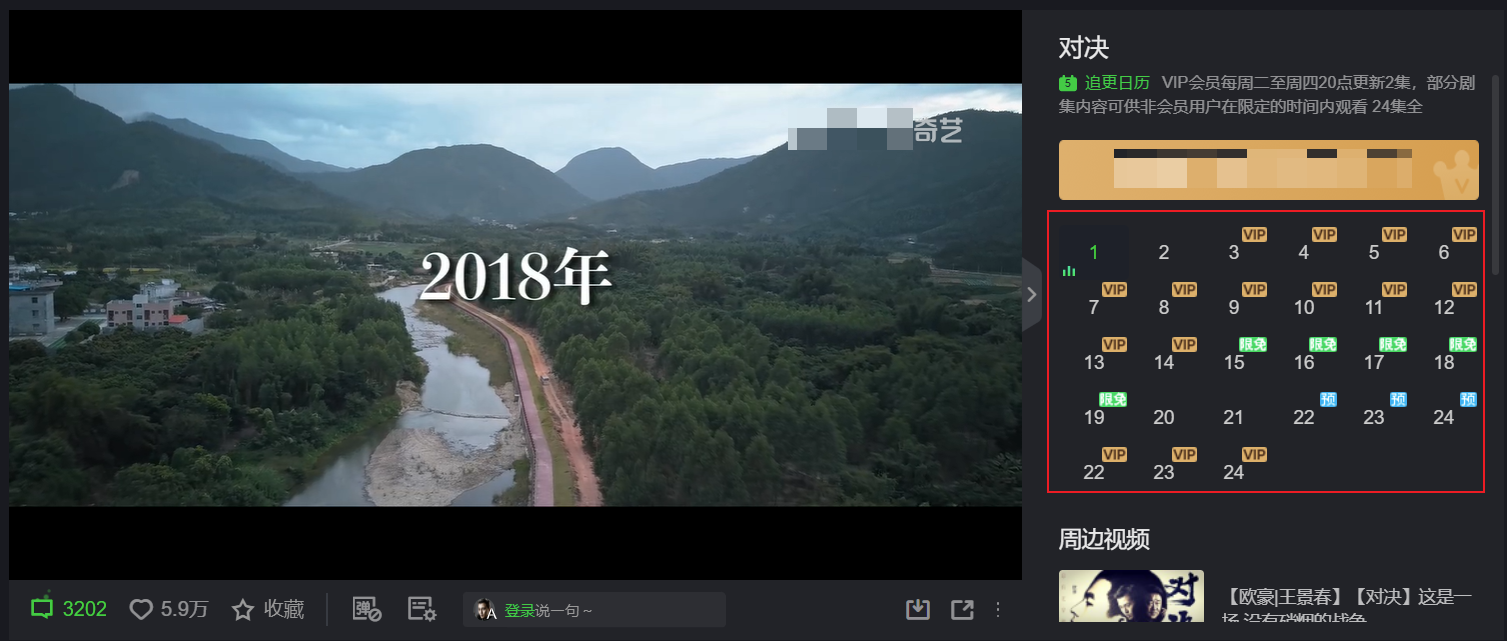 对决
5 追更日历 VIP会员每周二至周四20点更新2集，部分剧
集内容可供非会员用户在限定的时间内观看 24集全
奇艺
2018年
VIP VIP VIP VIP
1 2 3 4 5 6
VIP VIP VIP VIP VIP VIP
7 8 9 10 11 12
VIP VIP 限免 限免 限免 限免
13 14 15 16 17 18
限免 预 预 预
19 20 21 22 23 24
VIP VIP VIP
22 23 24
周边视频
对决
【欧豪|王景春】【对决】这是一
场 没有硝烟的战争
3202 5.9万 收藏 弹 登录说一句~